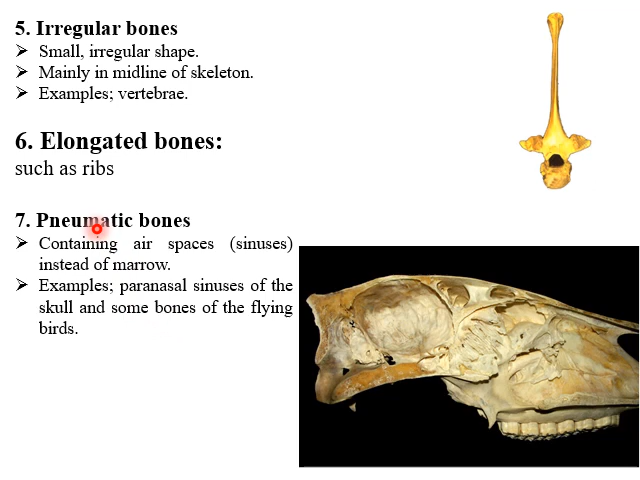 5. Irregular bones
➢ Small, irregular shape.
➢ Mainly in midline of skeleton.
➢ Examples; vertebrae.
6. Elongated bones:
such as ribs
7. Pneumatic bones
➢ Containing air spaces (sinuses)
instead of marrow.
➢ Examples; paranasal sinuses of the
skull and some bones of the flying
birds.